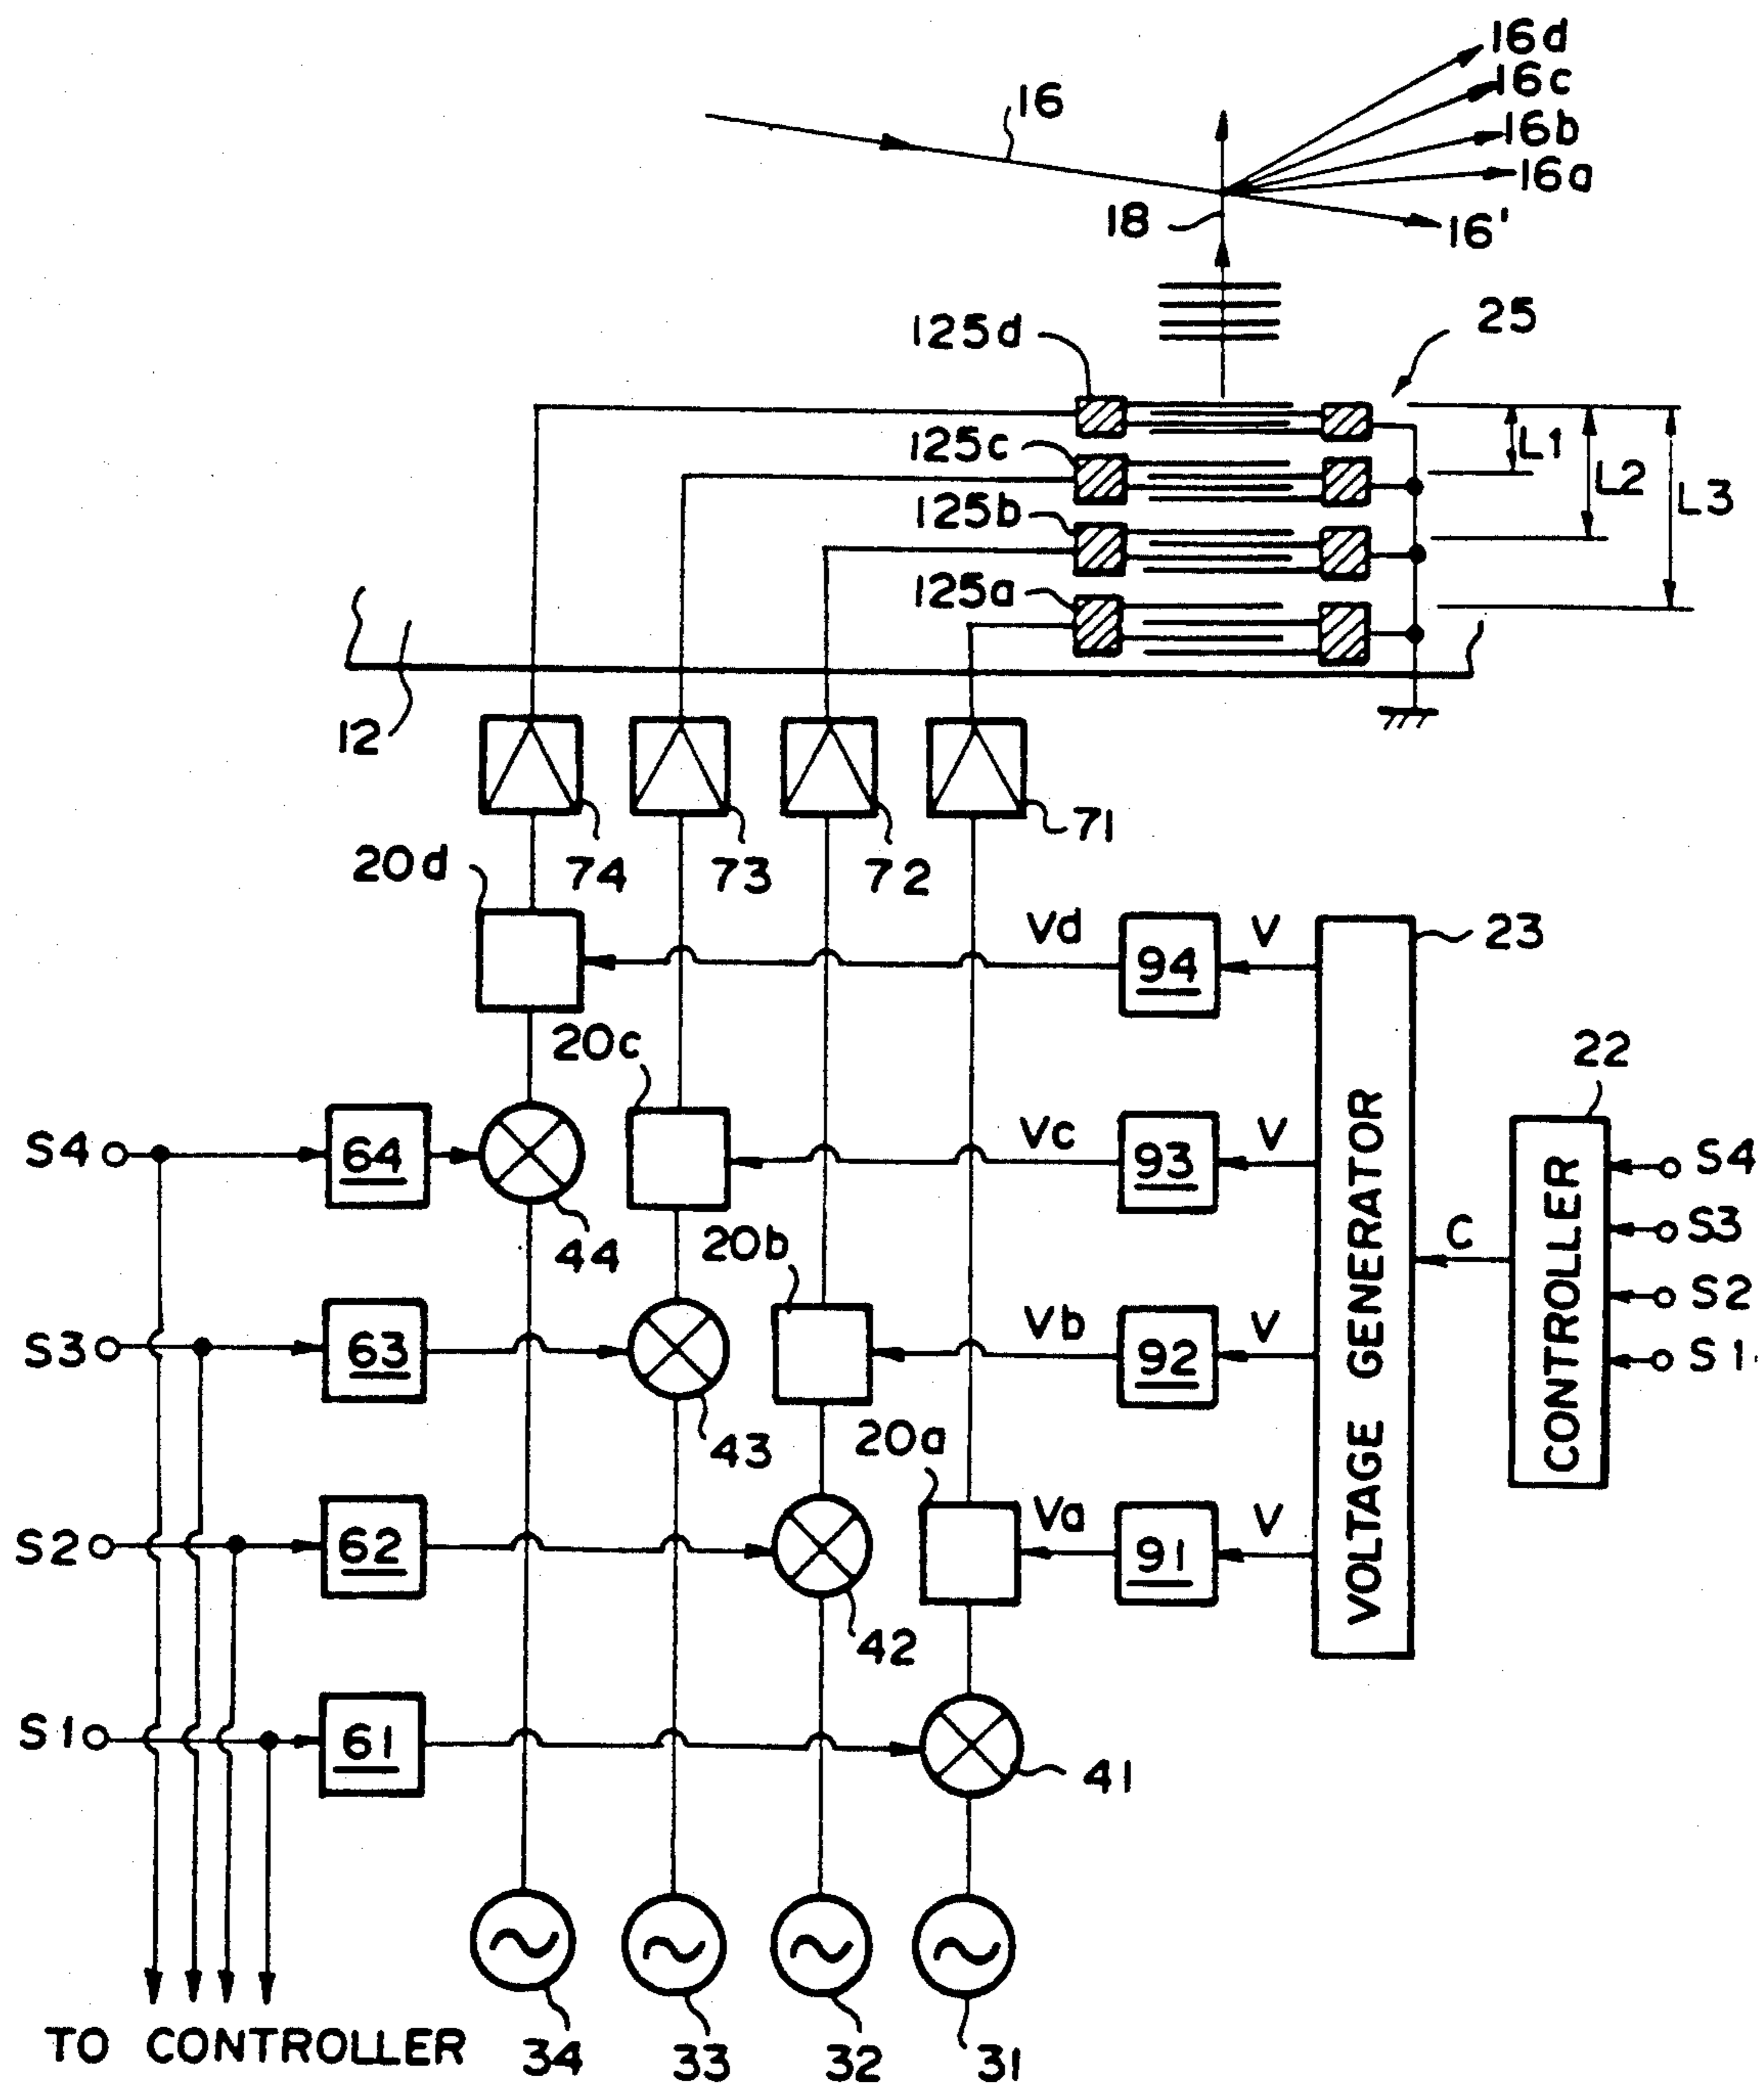 16d
16c
16
16b
16a
18
16'
125d
25
125c
L1
L2
L3
125b
125a
12
74
73
72
71
20d
Vd
94
V
23
20c
22
S4
64
44
Vc
93
V
S4
S3
C
20b
S3
63
43
Vb
92
V
S2
S1
VOLTAGE GENERATOR
CONTROLLER
20a
S2
62
42
Va
91
V
S1
61
41
TO CONTROLLER
34
33
32
31